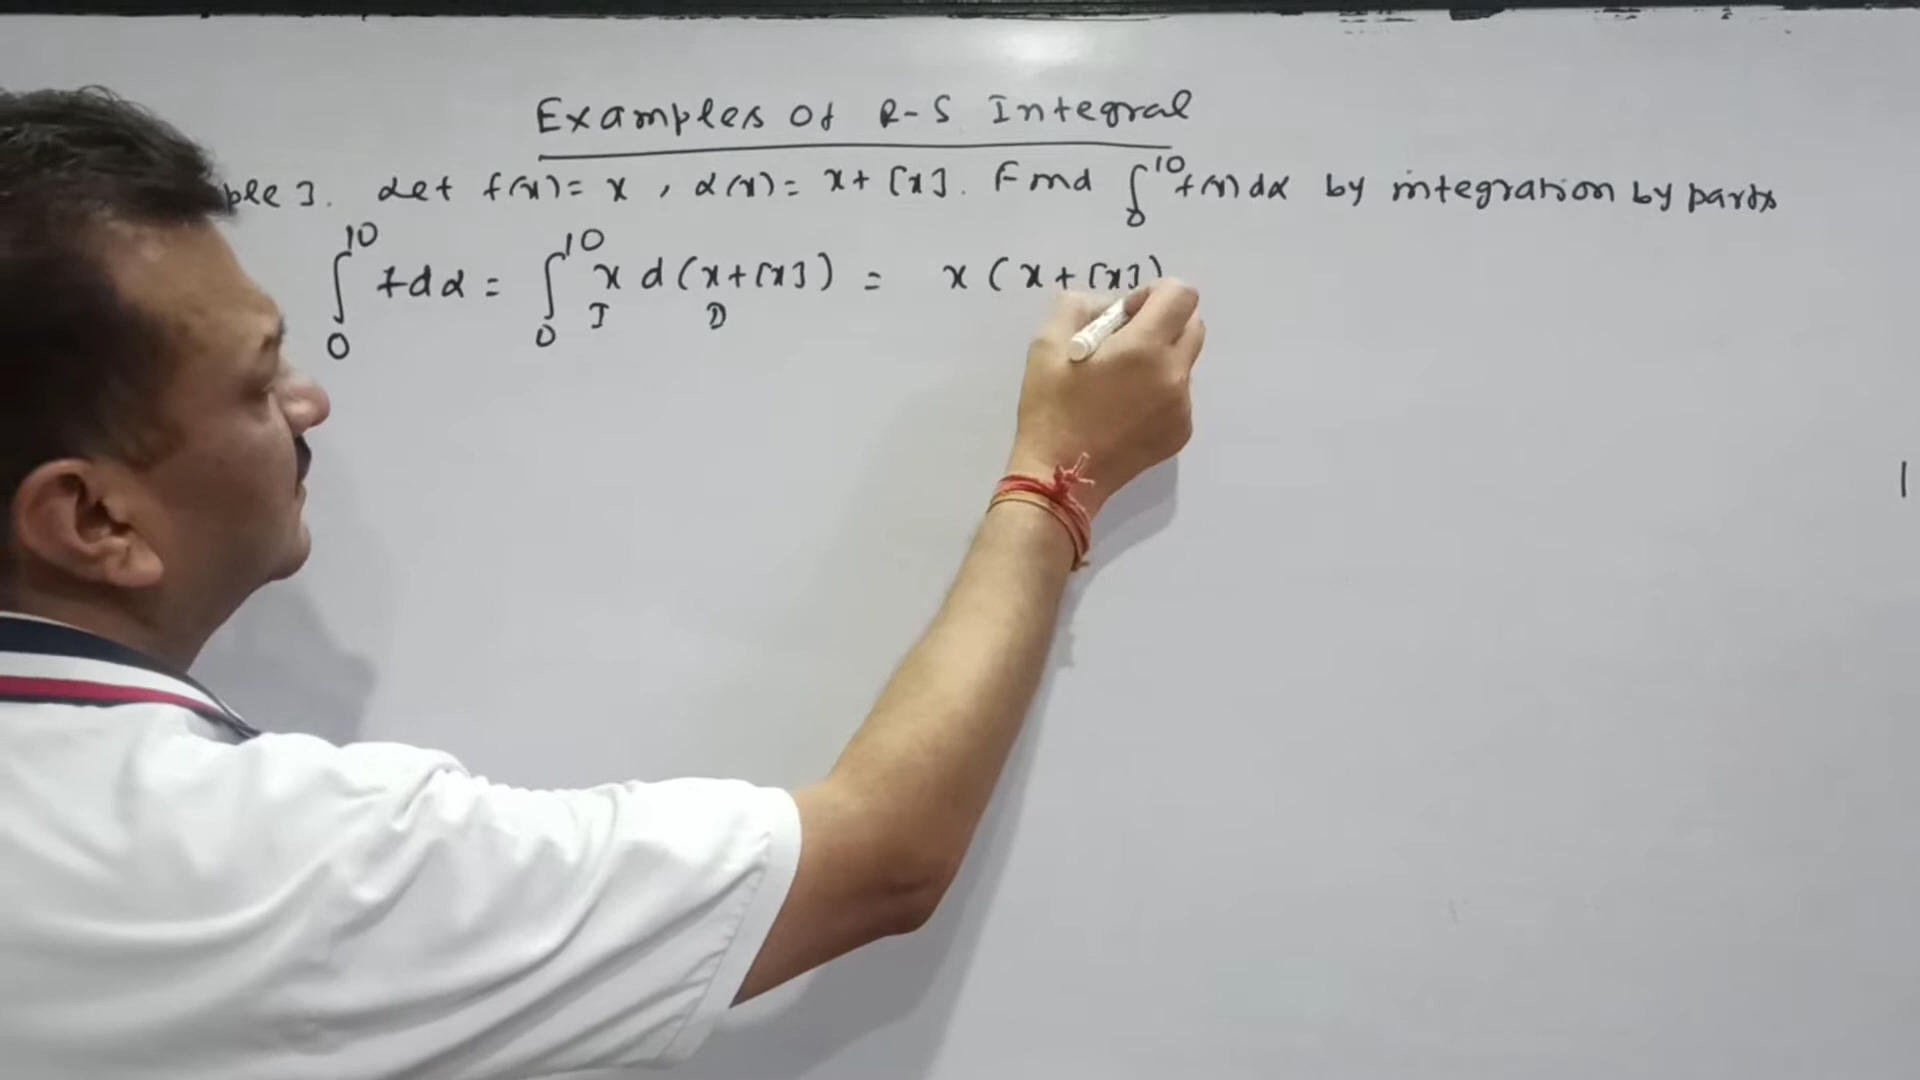 Examples of R-S Integral
ple 3. Let f(x) = x , α(x) = x + [x]. Find ∫₀¹⁰ f(x) dα by integration by parts
∫₀¹⁰ f dα = ∫₀¹⁰ x d(x + [x]) = x (x + [x])
I D